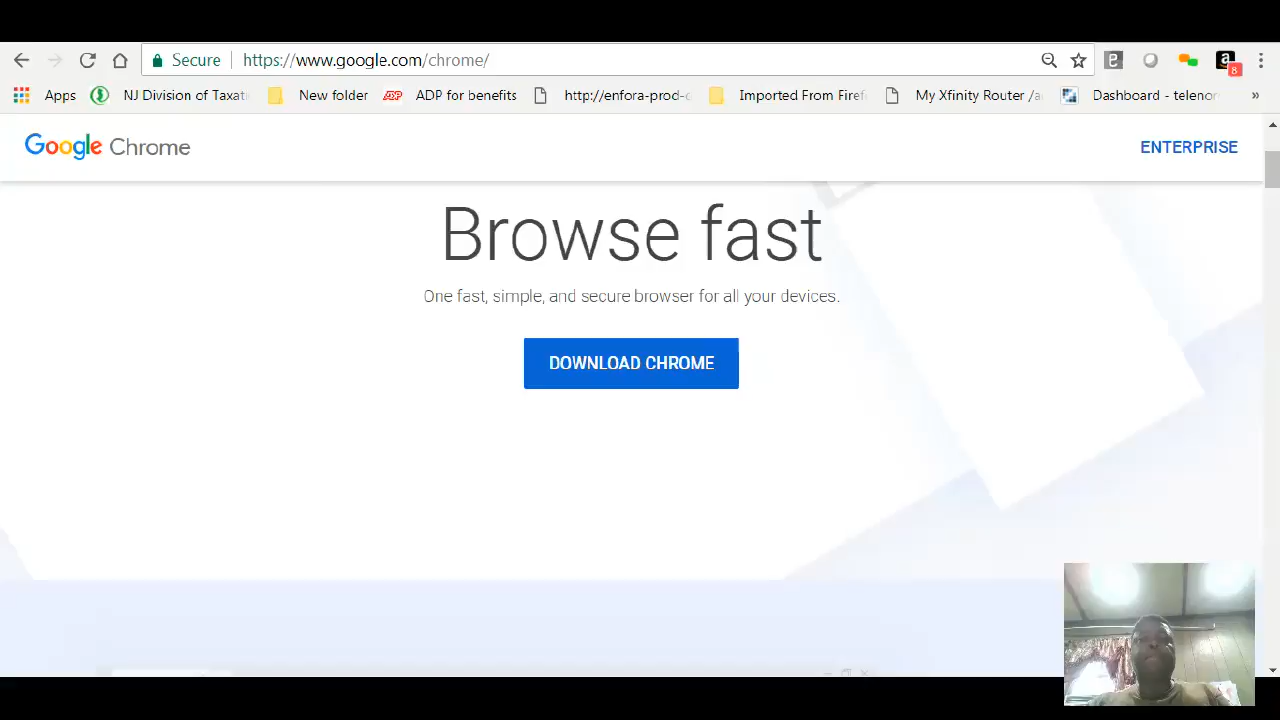 Secure https://www.google.com/chrome/
8
Apps NJ Division of Taxati New folder ADP ADP for benefits http://enfora-prod-c Imported From Firef My Xfinity Router /a Dashboard - telenor »
Google Chrome ENTERPRISE
Browse fast
One fast, simple, and secure browser for all your devices.
DOWNLOAD CHROME